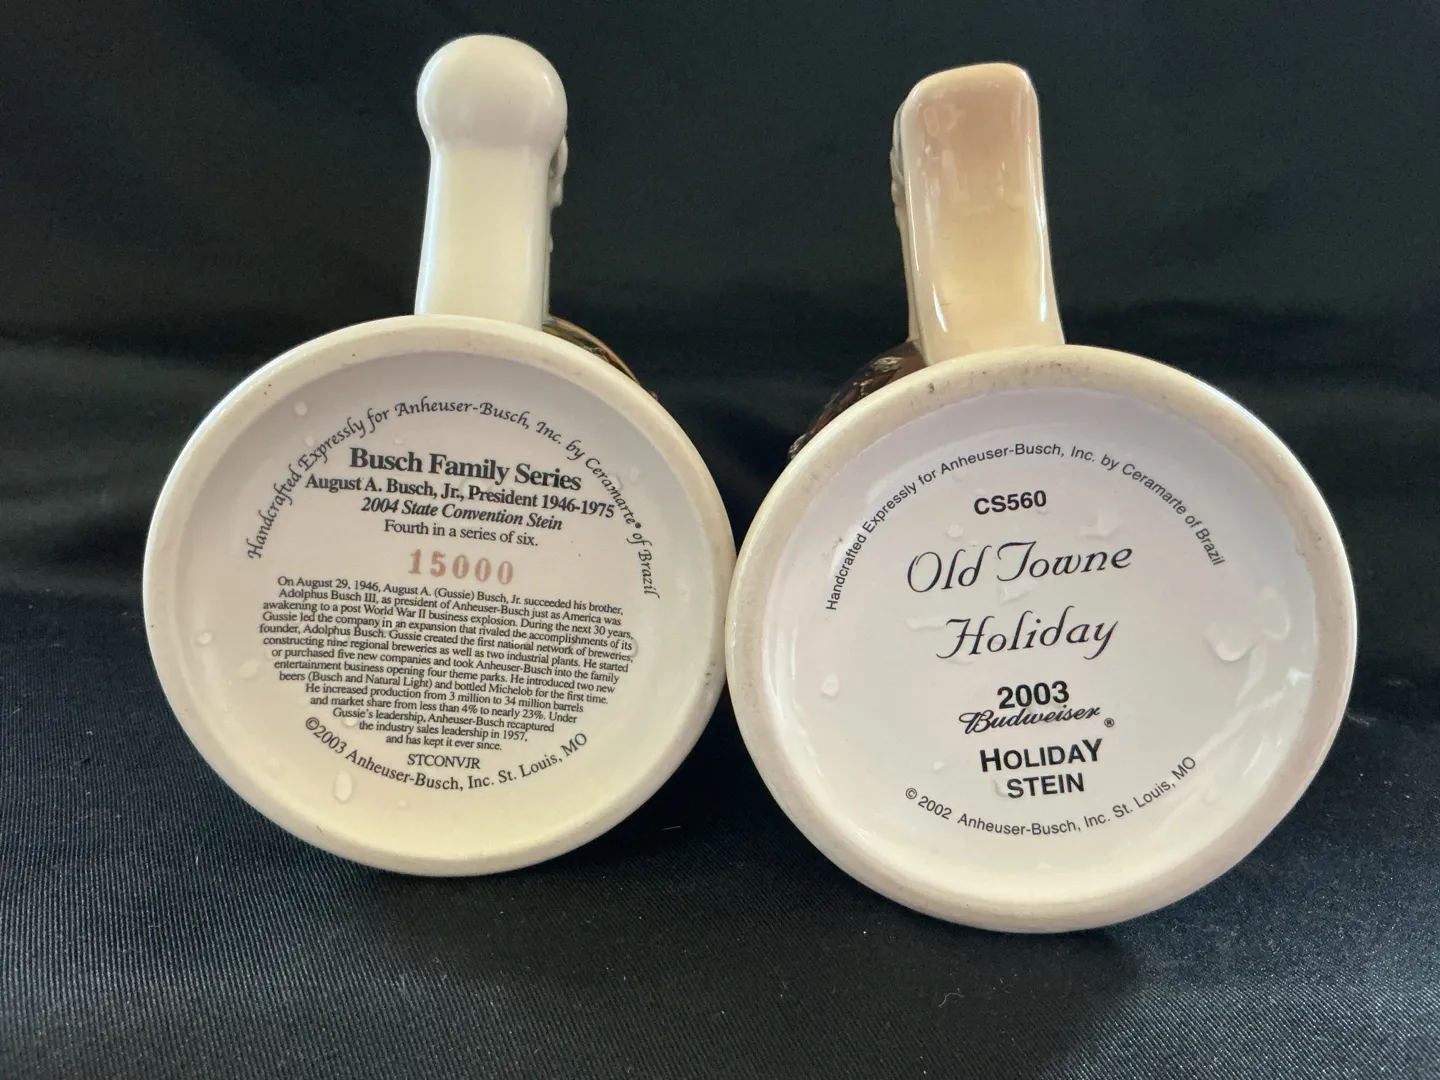 Handcrafted Expressly for Anheuser-Busch, Inc. by Ceramarte® of Brazil
Busch Family Series
August A. Busch, Jr., President 1946-1975
2004 State Convention Stein
Fourth in a series of six.
15000
On August 29, 1946, August A. (Gussie) Busch, Jr. succeeded his brother,
Adolphus Busch III, as president of Anheuser-Busch just as America was
awakening to a post World War II business explosion. During the next 30 years,
Gussie led the company in an expansion that rivaled the accomplishments of its
founder, Adolphus Busch. Gussie created the first national network of breweries,
constructing nine regional breweries as well as two industrial plants. He started
or purchased five new companies and took Anheuser-Busch into the family
entertainment business opening four theme parks. He introduced two new
beers (Busch and Natural Light) and bottled Michelob for the first time.
He increased production from 3 million to 34 million barrels
and market share from less than 4% to nearly 23%. Under
Gussie's leadership, Anheuser-Busch recaptured
the industry sales leadership in 1957,
and has kept it ever since.
STCONVJR
©2003 Anheuser-Busch, Inc. St. Louis, MO
Handcrafted Expressly for Anheuser-Busch, Inc. by Ceramarte of Brazil
CS560
Old Towne
Holiday
2003
Budweiser®
HOLIDAY
STEIN
© 2002 Anheuser-Busch, Inc. St. Louis, MO